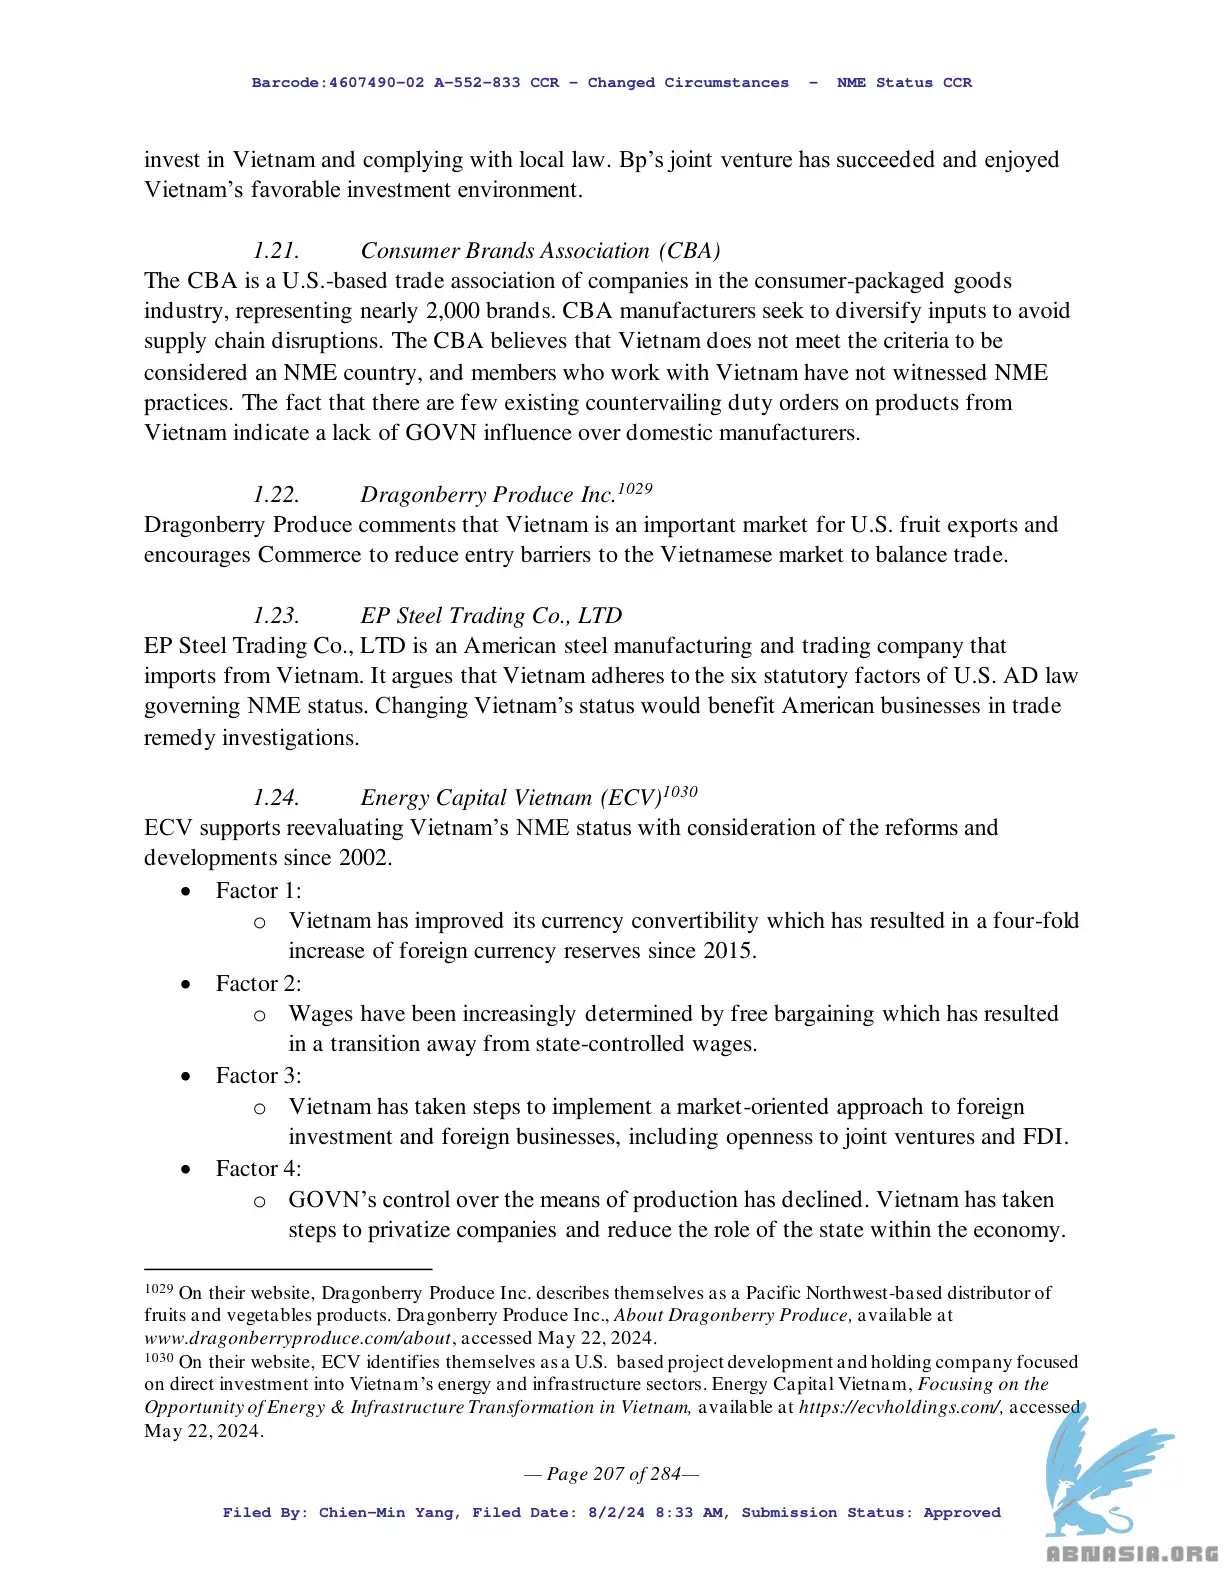 Barcode:4607490-02 A-552-833 CCR - Changed Circumstances - NME Status CCR
invest in Vietnam and complying with local law. Bp’s joint venture has succeeded and enjoyed
Vietnam’s favorable investment environment.
1.21. Consumer Brands Association (CBA)
The CBA is a U.S.-based trade association of companies in the consumer-packaged goods
industry, representing nearly 2,000 brands. CBA manufacturers seek to diversify inputs to avoid
supply chain disruptions. The CBA believes that Vietnam does not meet the criteria to be
considered an NME country, and members who work with Vietnam have not witnessed NME
practices. The fact that there are few existing countervailing duty orders on products from
Vietnam indicate a lack of GOVN influence over domestic manufacturers.
1.22. Dragonberry Produce Inc.1029
Dragonberry Produce comments that Vietnam is an important market for U.S. fruit exports and
encourages Commerce to reduce entry barriers to the Vietnamese market to balance trade.
1.23. EP Steel Trading Co., LTD
EP Steel Trading Co., LTD is an American steel manufacturing and trading company that
imports from Vietnam. It argues that Vietnam adheres to the six statutory factors of U.S. AD law
governing NME status. Changing Vietnam’s status would benefit American businesses in trade
remedy investigations.
1.24. Energy Capital Vietnam (ECV)1030
ECV supports reevaluating Vietnam’s NME status with consideration of the reforms and
developments since 2002.
• Factor 1:
o Vietnam has improved its currency convertibility which has resulted in a four-fold
increase of foreign currency reserves since 2015.
• Factor 2:
o Wages have been increasingly determined by free bargaining which has resulted
in a transition away from state-controlled wages.
• Factor 3:
o Vietnam has taken steps to implement a market-oriented approach to foreign
investment and foreign businesses, including openness to joint ventures and FDI.
• Factor 4:
o GOVN’s control over the means of production has declined. Vietnam has taken
steps to privatize companies and reduce the role of the state within the economy.
1029 On their website, Dragonberry Produce Inc. describes themselves as a Pacific Northwest-based distributor of
fruits and vegetables products. Dragonberry Produce Inc., About Dragonberry Produce, available at
www.dragonberryproduce.com/about, accessed May 22, 2024.
1030 On their website, ECV identifies themselves as a U.S. based project development and holding company focused
on direct investment into Vietnam’s energy and infrastructure sectors. Energy Capital Vietnam, Focusing on the
Opportunity of Energy & Infrastructure Transformation in Vietnam, available at https://ecvholdings.com/, accessed
May 22, 2024.
— Page 207 of 284—
Filed By: Chien-Min Yang, Filed Date: 8/2/24 8:33 AM, Submission Status: Approved
ABNASIA.ORG